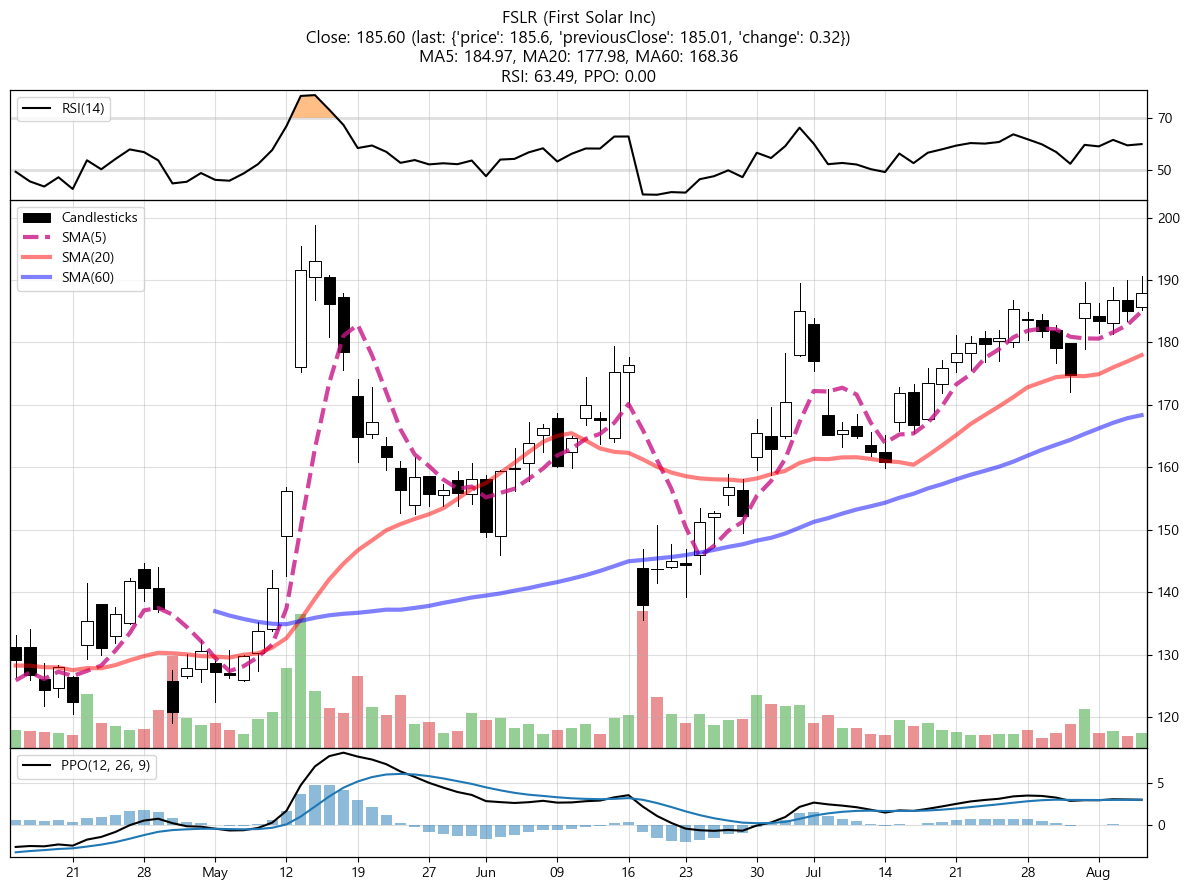 FSLR (First Solar Inc)
Close: 185.60 (last: {'price': 185.6, 'previousClose': 185.01, 'change': 0.32})
MA5: 184.97, MA20: 177.98, MA60: 168.36
RSI: 63.49, PPO: 0.00
RSI(14)
70
50
Candlesticks
SMA(5)
SMA(20)
SMA(60)
200
190
180
170
160
150
140
130
120
PPO(12, 26, 9)
5
0
21 28 May 12 19 27 Jun 09 16 23 30 Jul 14 21 28 Aug